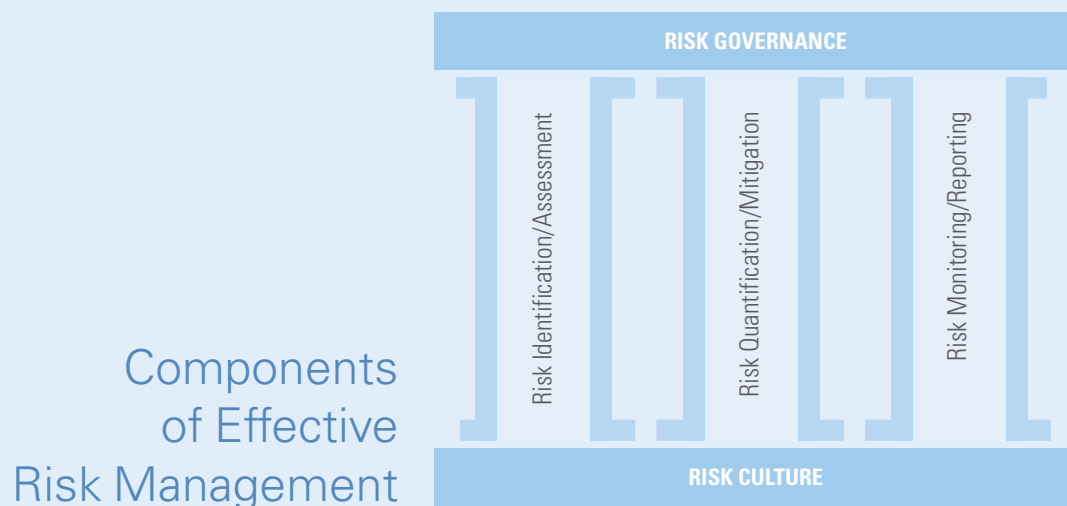 RISK GOVERNANCE
Risk Identification/Assessment
Risk Quantification/Mitigation
Risk Monitoring/Reporting
Components
of Effective
Risk Management
RISK CULTURE